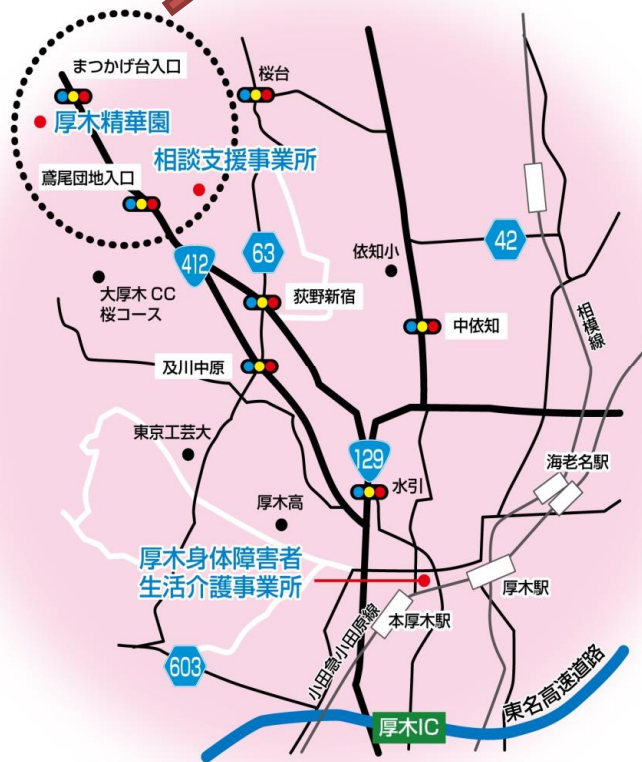 まつかげ台入口
桜台
厚木精華園
相談支援事業所
鳶尾団地入口
412
63
42
依知小
大厚木 CC
桜コース
荻野新宿
中依知
相模線
及川中原
東京工芸大
129
海老名駅
水引
厚木高
厚木身体障害者
生活介護事業所
厚木駅
本厚木駅
小田急小田原線
603
東名高速道路
厚木IC